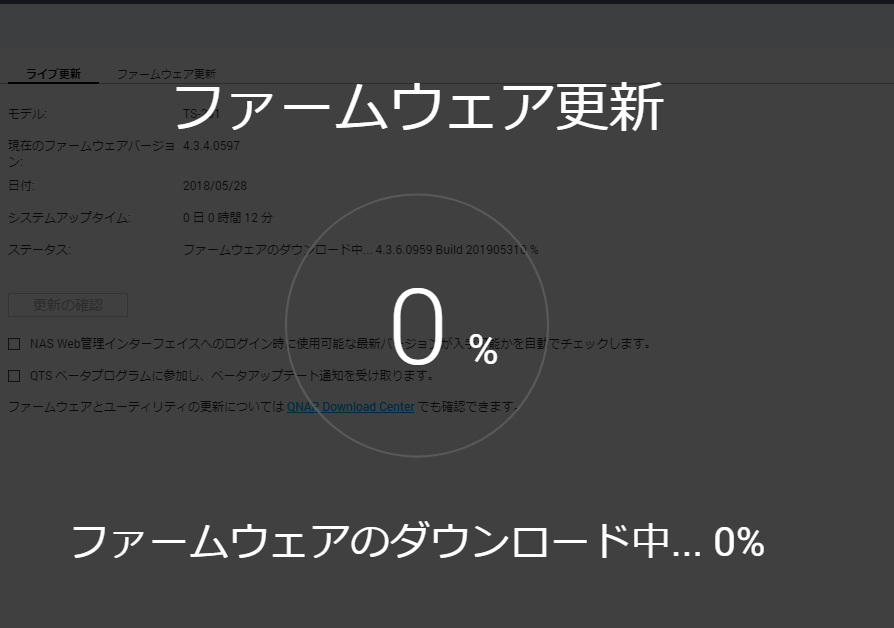 ライブ更新 ファームウェア更新
ファームウェア更新
モデル:
現在のファームウェアバージョン: 4.3.4.0597
日付: 2018/05/28
システムアップタイム: 0 日 0 時間 12 分
ステータス: ファームウェアのダウンロード中... 4.3.6.0959 Build 20190531
0 %
更新の確認
NAS Web管理インターフェイスへのログイン時に使用可能な最新バージョンが入手可能かを自動でチェックします。
QTS ベータプログラムに参加し、ベータアップデート通知を受け取ります。
ファームウェアとユーティリティの更新については QNAP Download Center でも確認できます。
ファームウェアのダウンロード中... 0%